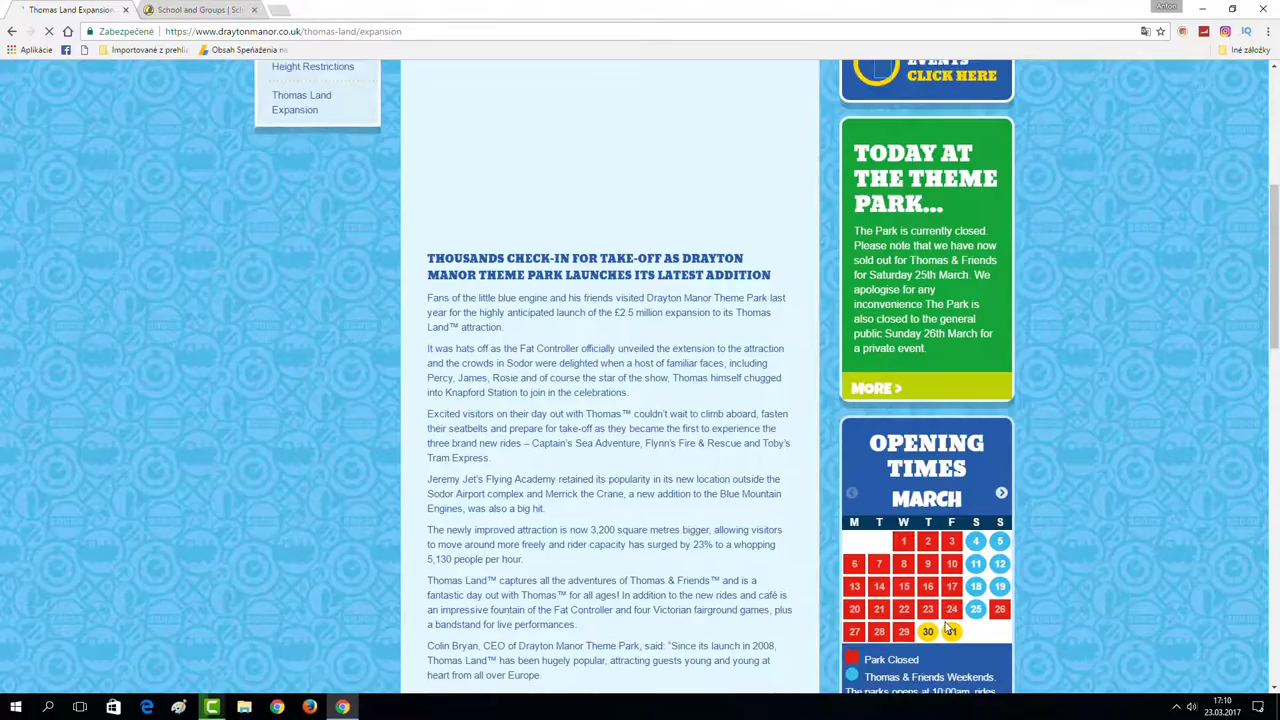 Thomas Land Expansion
School and Groups | Sch
Anton
Zabezpečené
https://www.draytonmanor.co.uk/thomas-land/expansion
Aplikácie
Importované z prehli
Obsah Speňaženia na
Iné záložky
Height Restrictions
Thomas Land
Expansion
THOUSANDS CHECK-IN FOR TAKE-OFF AS DRAYTON
MANOR THEME PARK LAUNCHES ITS LATEST ADDITION
Fans of the little blue engine and his friends visited Drayton Manor Theme Park last
year for the highly anticipated launch of the £2.5 million expansion to its Thomas
Land™ attraction.
It was hats off as the Fat Controller officially unveiled the extension to the attraction
and the crowds in Sodor were delighted when a host of familiar faces, including
Percy, James, Rosie and of course the star of the show, Thomas himself chugged
into Knapford Station to join in the celebrations.
Excited visitors on their day out with Thomas™ couldn't wait to climb aboard, fasten
their seatbelts and prepare for take-off as they became the first to experience the
three brand new rides – Captain's Sea Adventure, Flynn's Fire & Rescue and Toby's
Tram Express.
Jeremy Jet's Flying Academy retained its popularity in its new location outside the
Sodor Airport complex and Merrick the Crane, a new addition to the Blue Mountain
Engines, was also a big hit.
The newly improved attraction is now 3,200 square metres bigger, allowing visitors
to move around more freely and rider capacity has surged by 23% to a whopping
5,130 people per hour.
Thomas Land™ captures all the adventures of Thomas & Friends™ and is a
fantastic day out with Thomas™ for all ages! In addition to the new rides and café is
an impressive fountain of the Fat Controller and four Victorian fairground games, plus
a bandstand for live performances.
Colin Bryan, CEO of Drayton Manor Theme Park, said: "Since its launch in 2008,
Thomas Land™ has been hugely popular, attracting guests young and young at
heart from all over Europe.
EVENTS
CLICK HERE
TODAY AT
THE THEME
PARK...
The Park is currently closed.
Please note that we have now
sold out for Thomas & Friends
for Saturday 25th March. We
apologise for any
inconvenience The Park is
also closed to the general
public Sunday 26th March for
a private event.
MORE >
OPENING
TIMES
MARCH
M T W T F S S
1 2 3 4 5
6 7 8 9 10 11 12
13 14 15 16 17 18 19
20 21 22 23 24 25 26
27 28 29 30 31
Park Closed
Thomas & Friends Weekends.
The parks opens at 10:00am, rides
17:10
23.03.2017